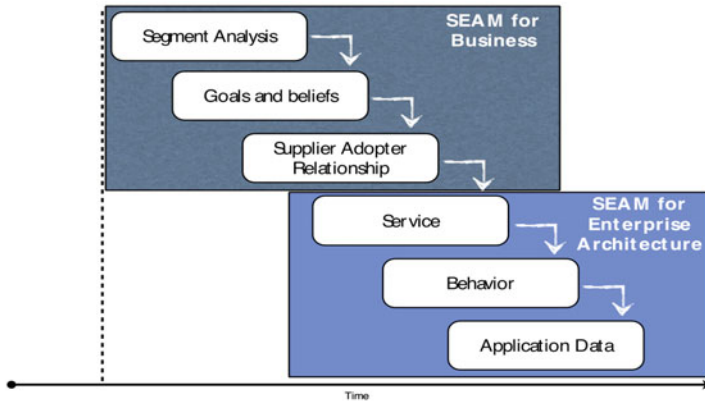 Segment Analysis
SEAM for
Business
Goals and beliefs
Supplier Adopter
Relationship
SEAM for
Enterprise
Architecture
Service
Behavior
Application Data
Time